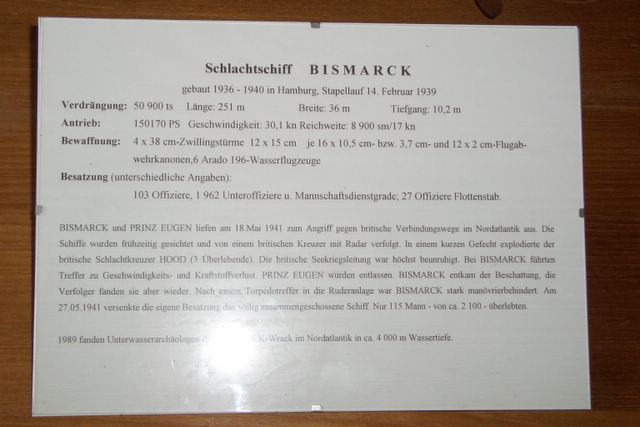 Schlachtschiff BISMARCK
gebaut 1936 - 1940 in Hamburg, Stapellauf 14. Februar 1939
Verdrängung: 50 900 ts Länge: 251 m Breite: 36 m Tiefgang: 10,2 m
Antrieb: 150170 PS Geschwindigkeit: 30,1 kn Reichweite: 8 900 sm/17 kn
Bewaffnung: 4 x 38 cm-Zwillingstürme 12 x 15 cm je 16 x 10,5 cm- bzw. 3,7 cm- und 12 x 2 cm-Flugab-
wehrkanonen,6 Arado 196-Wasserflugzeuge
Besatzung (unterschiedliche Angaben):
103 Offiziere, 1 962 Unteroffiziere u. Mannschaftsdienstgrade, 27 Offiziere Flottenstab.
BISMARCK und PRINZ EUGEN liefen am 18.Mai 1941 zum Angriff gegen britische Verbindungswege im Nordatlantik aus. Die
Schiffe wurden frühzeitig gesichtet und von einem britischen Kreuzer mit Radar verfolgt. In einem kurzen Gefecht explodierte der
britische Schlachtkreuzer HOOD (3 Überlebende). Die britische Seekriegsleitung war höchst beunruhigt. Bei BISMARCK führten
Treffer zu Geschwindigkeits- und Kraftstoffverlust. PRINZ EUGEN wurden entlassen. BISMARCK entkam der Beschattung, die
Verfolger fanden sie aber wieder. Nach einem Torpedotreffer in die Ruderanlage war BISMARCK stark manövrierbehindert. Am
27.05.1941 versenkte die eigene Besatzung das völlig zusammengeschossene Schiff. Nur 115 Mann - von ca. 2 100 - überlebten.
1989 fanden Unterwasserarchäologen CK-Wrack im Nordatlantik in ca. 4 000 m Wassertiefe.